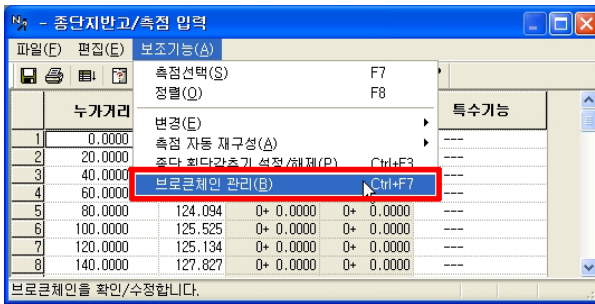 - 종단지반고/측점 입력
파일(F) 편집(E) 보조기능(A)
측점선택(S) F7
정렬(O) F8
변경(E)
측점 자동 재구성(A)
종단 횡단감추기 설정/해제(P) Ctrl+F3
브로큰체인 관리(B) Ctrl+F7
누가거리 특수기능
1 0.0000 ---
2 20.0000 ---
3 40.0000 ---
4 60.0000 ---
5 80.0000 124.094 0+ 0.0000 0+ 0.0000 ---
6 100.0000 125.525 0+ 0.0000 0+ 0.0000 ---
7 120.0000 125.134 0+ 0.0000 0+ 0.0000 ---
8 140.0000 127.827 0+ 0.0000 0+ 0.0000 ---
브로큰체인을 확인/수정합니다.